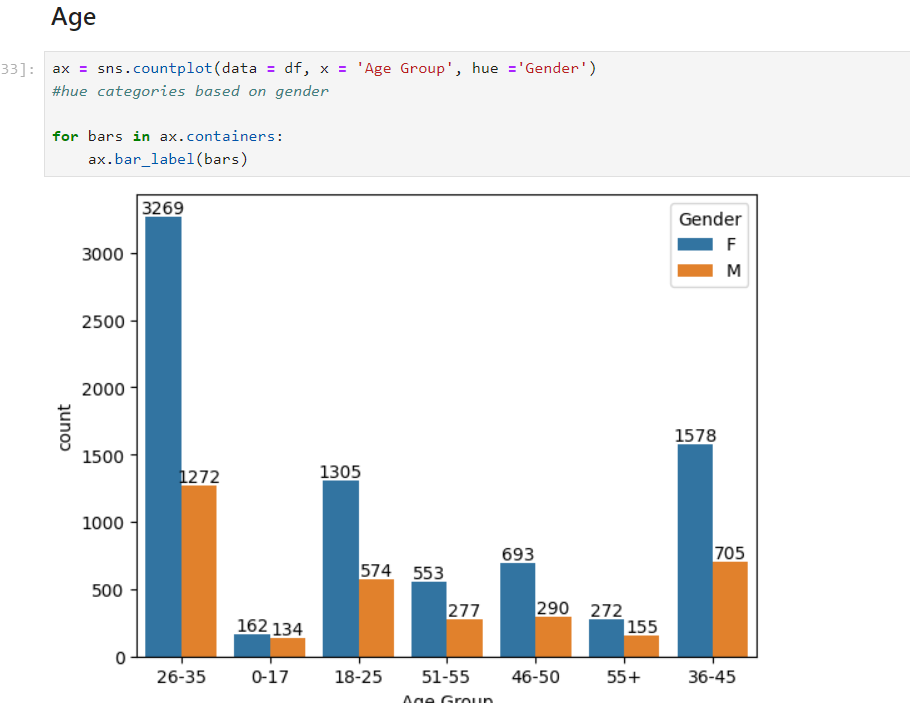 Age
33]:
ax = sns.countplot(data = df, x = 'Age Group', hue ='Gender')
#hue categories based on gender
for bars in ax.containers:
    ax.bar_label(bars)
3269
Gender
F
M
3000
2500
2000
1500
1000
500
0
count
1272
162
134
1305
574
553
277
693
290
272
155
1578
705
26-35
0-17
18-25
51-55
46-50
55+
36-45
Age Group